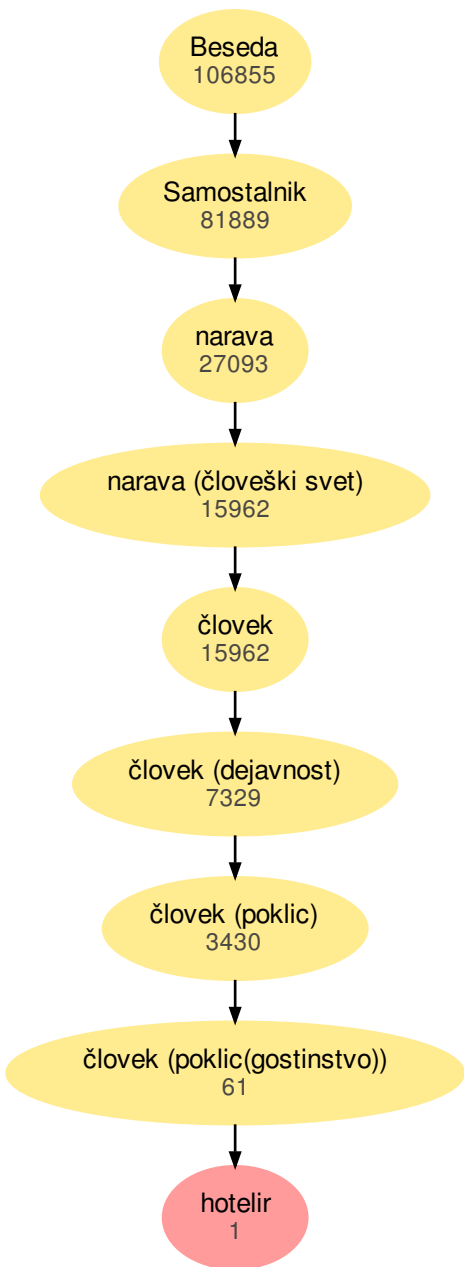 Beseda
106855
Samostalnik
81889
narava
27093
narava (človeški svet)
15962
človek
15962
človek (dejavnost)
7329
človek (poklic)
3430
človek (poklic(gostinstvo))
61
hotelir
1